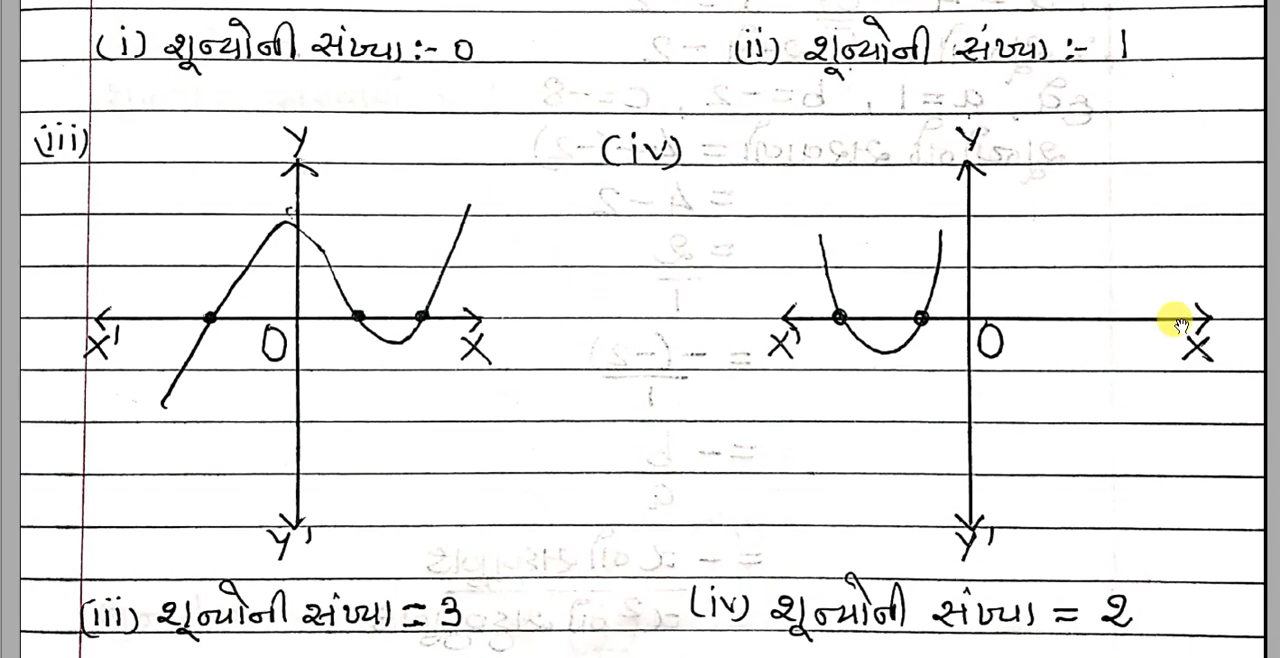 (i) શૂન્યોની સંખ્યા :- 0
(ii) શૂન્યોની સંખ્યા :- 1
(iii)
(iv)
Y
Y
X'
O
X
X'
O
X
Y'
Y'
(iii) શૂન્યોની સંખ્યા = 3
(iv) શૂન્યોની સંખ્યા = 2